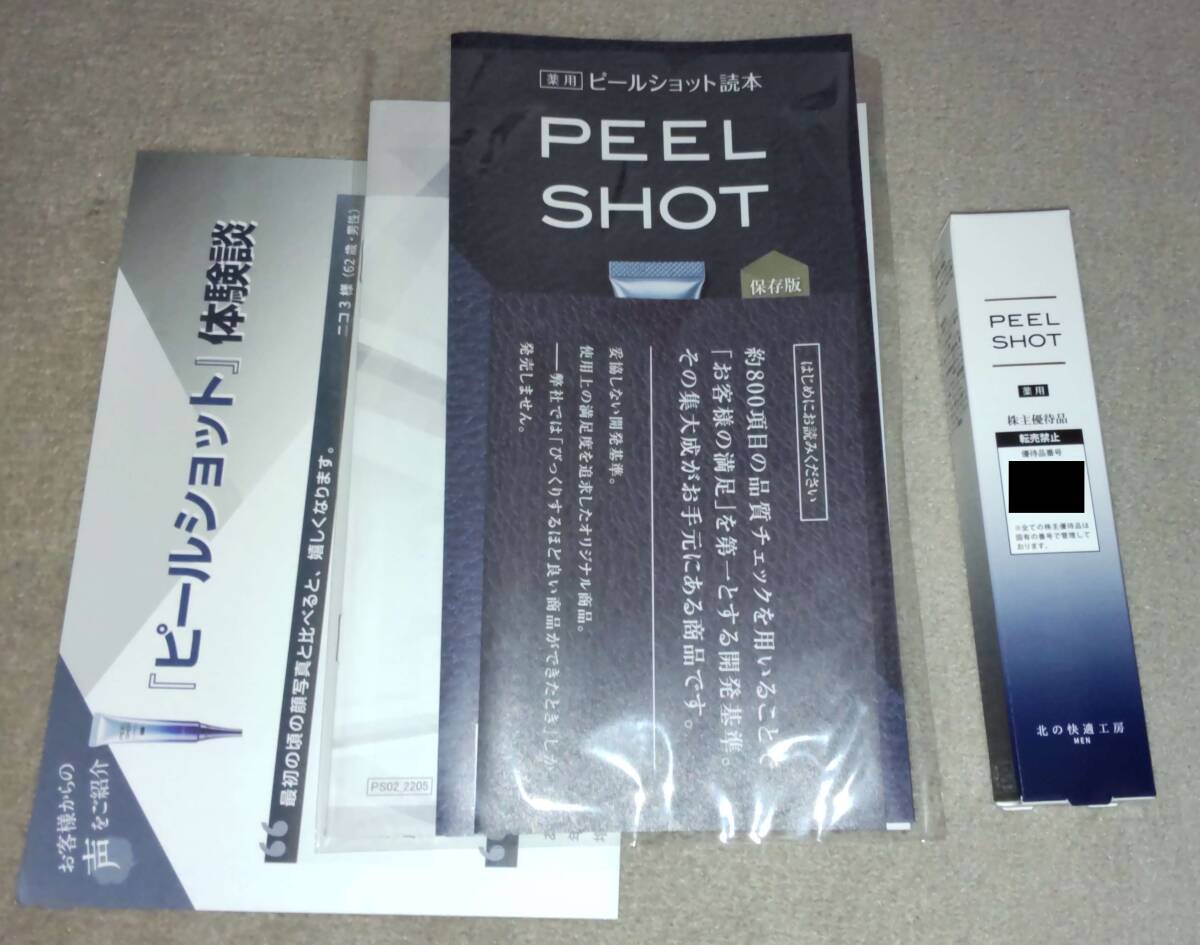 お客様からの
声をご紹介
『ピールショット』体験談
最初の頃の顔写真と比べると、嬉しくなります。
ニコ3様（62歳・男性）
PS02_2205
薬用 ピールショット読本
PEEL
SHOT
保存版
はじめにお読みください
約800項目の品質チェックを用いることで
「お客様の満足」を第一とする開発基準。
その集大成がお手元にある商品です。
妥協しない開発基準。
使用上の満足度を追求したオリジナル商品。
――弊社では「びっくりするほど良い商品ができたとき」しか
発売しません。
PEEL
SHOT
薬用
株主優待品
転売禁止
優待品番号
※全ての株主優待品は
固有の番号で管理して
おります。
北の快適工房
MEN